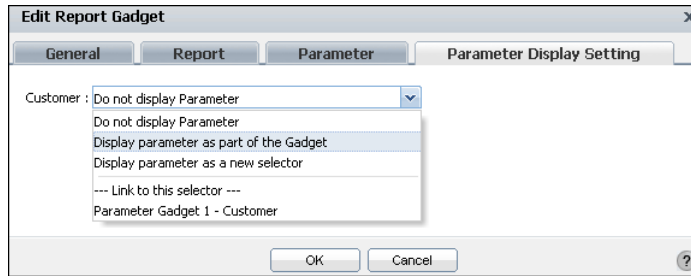 Edit Report Gadget
x
General
Report
Parameter
Parameter Display Setting
Customer : Do not display Parameter
Do not display Parameter
Display parameter as part of the Gadget
Display parameter as a new selector
--- Link to this selector ---
Parameter Gadget 1 - Customer
OK
Cancel
?